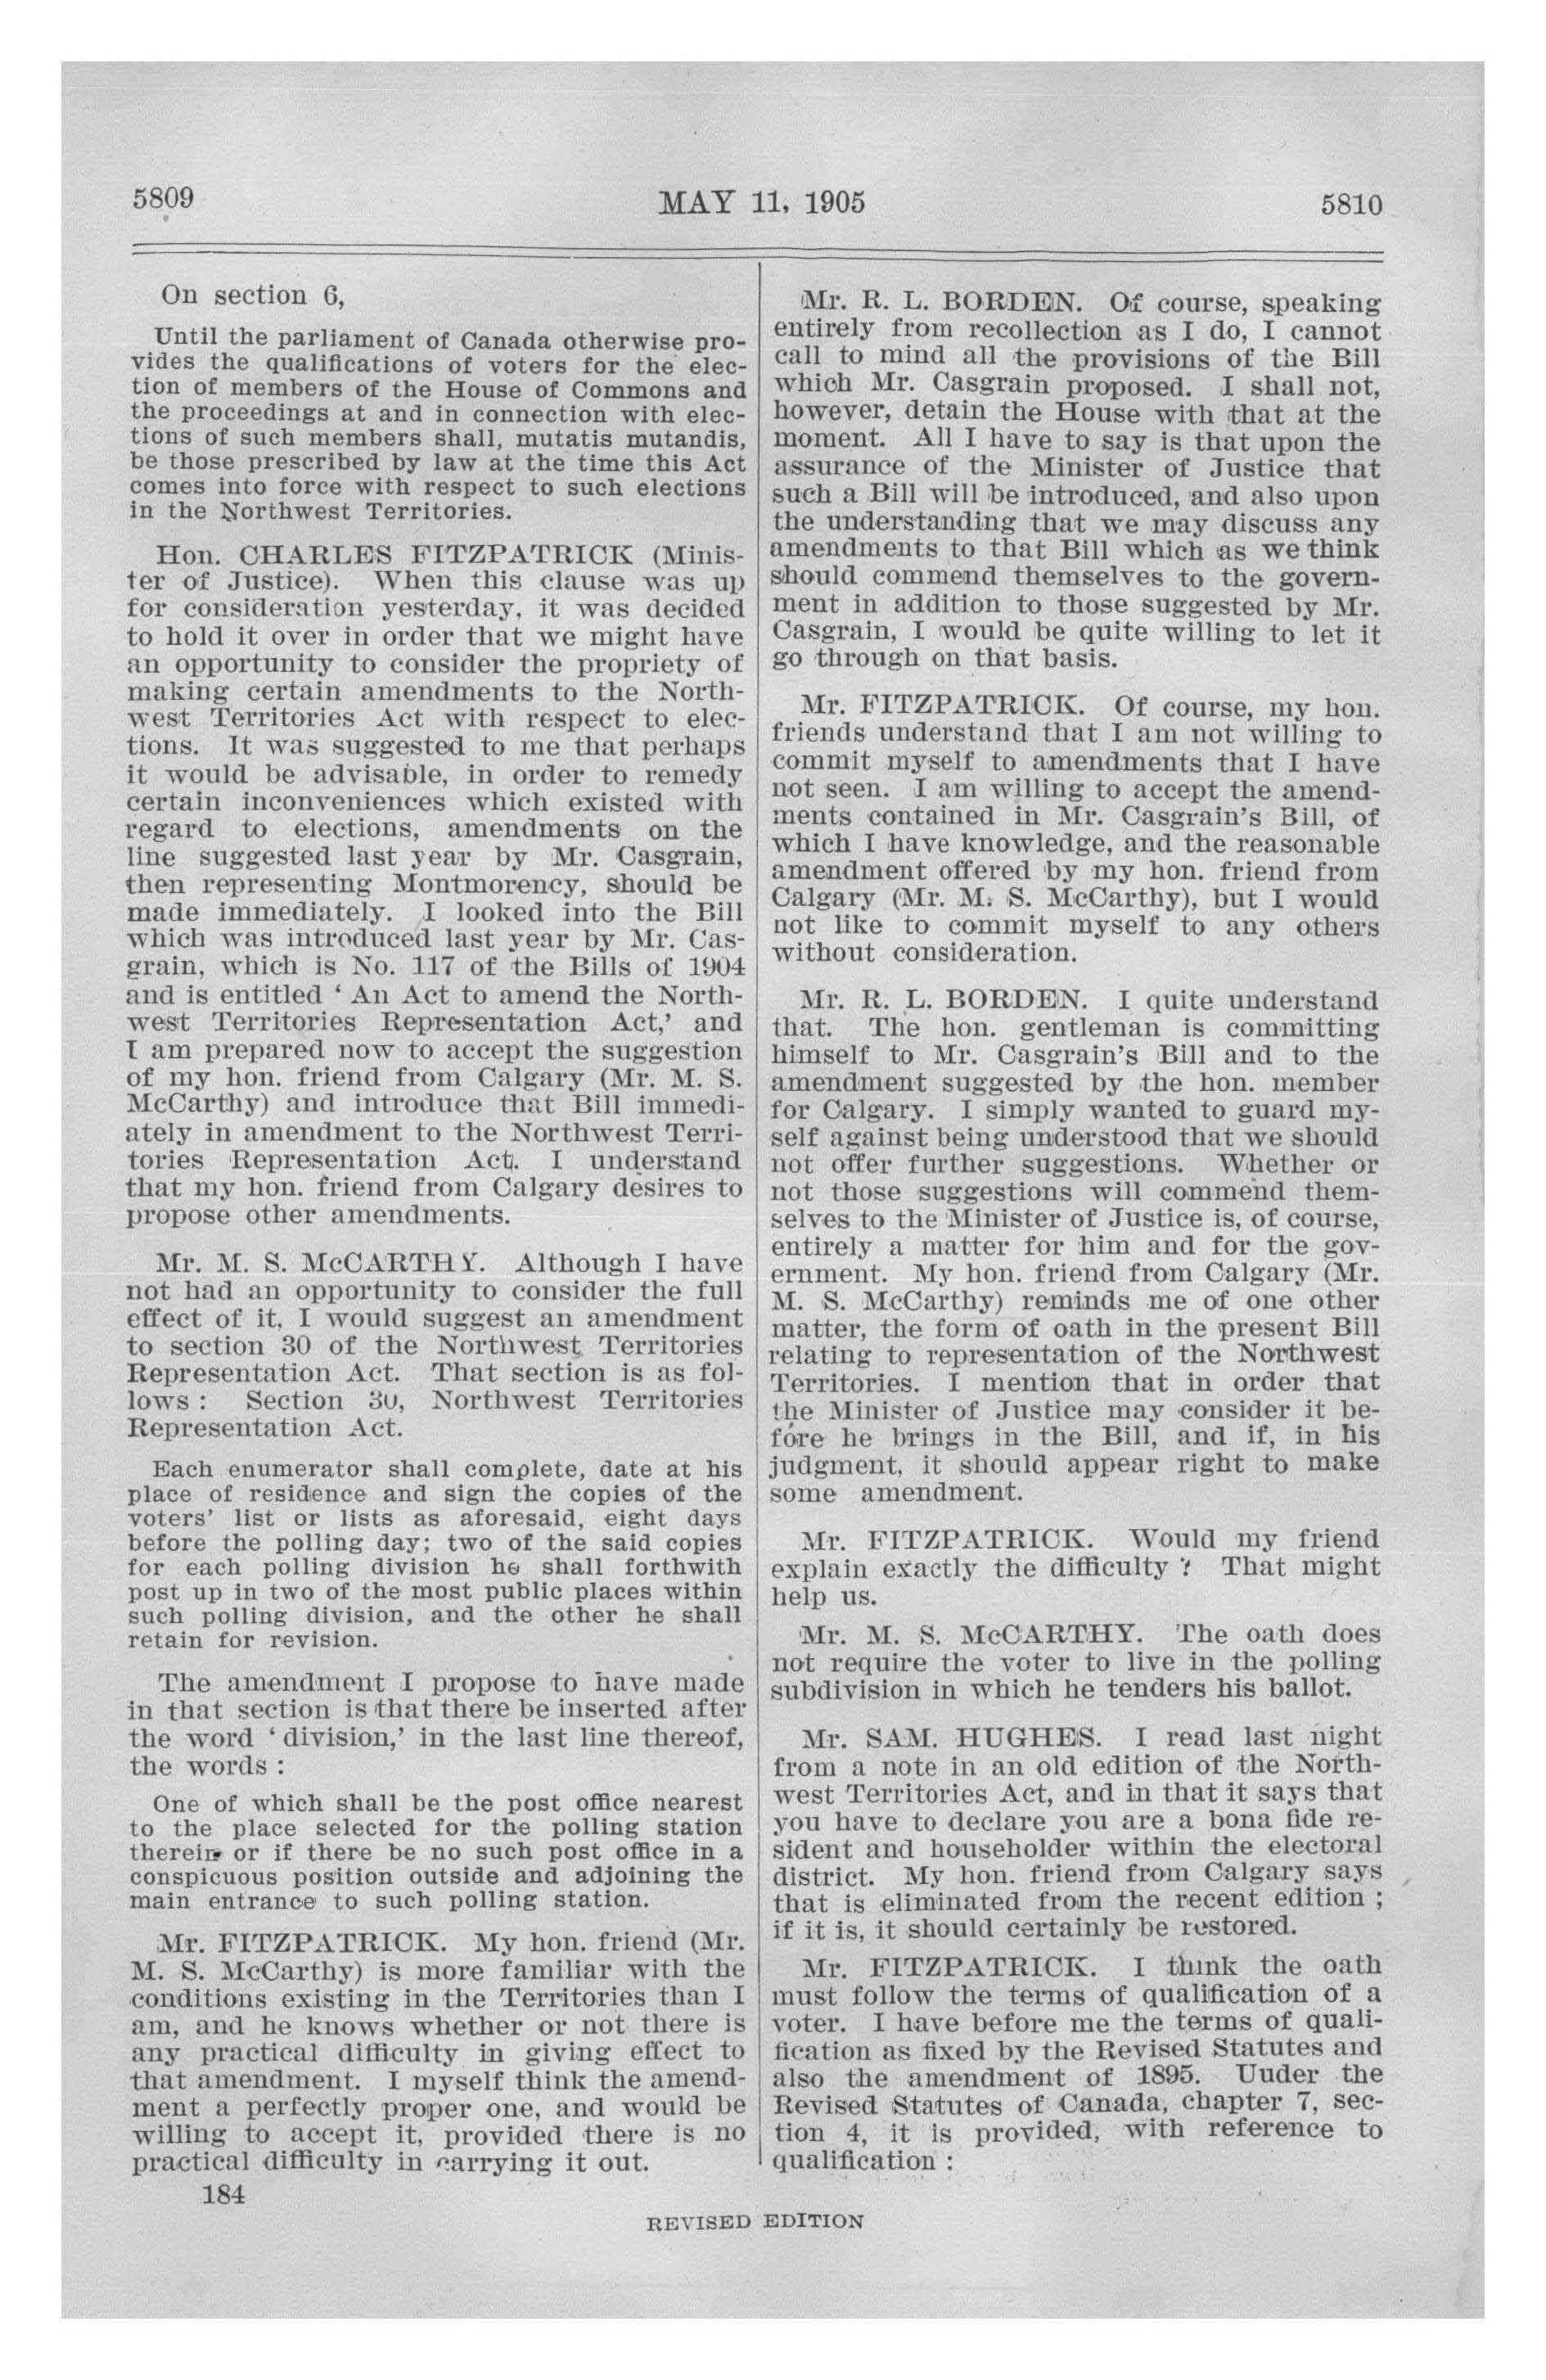 5809
MAY 11, 1905
5810
On section 6,
Until the parliament of Canada otherwise pro-
vides the qualifications of voters for the elec-
tion of members of the House of Commons and
the proceedings at and in connection with elec-
tions of such members shall, mutatis mutandis,
be those prescribed by law at the time this Act
comes into force with respect to such elections
in the Northwest Territories.
Hon. CHARLES FITZPATRICK (Minis-
ter of Justice). When this clause was up
for consideration yesterday, it was decided
to hold it over in order that we might have
an opportunity to consider the propriety of
making certain amendments to the North-
west Territories Act with respect to elec-
tions. It was suggested to me that perhaps
it would be advisable, in order to remedy
certain inconveniences which existed with
regard to elections, amendments on the
line suggested last year by Mr. Casgrain,
then representing Montmorency, should be
made immediately. I looked into the Bill
which was introduced last year by Mr. Cas-
grain, which is No. 117 of the Bills of 1904
and is entitled ‘ An Act to amend the North-
west Territories Representation Act,’ and
I am prepared now to accept the suggestion
of my hon. friend from Calgary (Mr. M. S.
McCarthy) and introduce that Bill immedi-
ately in amendment to the Northwest Terri-
tories Representation Act. I understand
that my hon. friend from Calgary desires to
propose other amendments.
Mr. M. S. McCARTHY. Although I have
not had an opportunity to consider the full
effect of it, I would suggest an amendment
to section 30 of the Northwest Territories
Representation Act. That section is as fol-
lows : Section 30, Northwest Territories
Representation Act.
Each enumerator shall complete, date at his
place of residence and sign the copies of the
voters' list or lists as aforesaid, eight days
before the polling day; two of the said copies
for each polling division he shall forthwith
post up in two of the most public places within
such polling division, and the other he shall
retain for revision.
The amendment I propose to have made
in that section is that there be inserted after
the word ‘ division,’ in the last line thereof,
the words :
One of which shall be the post office nearest
to the place selected for the polling station
therein or if there be no such post office in a
conspicuous position outside and adjoining the
main entrance to such polling station.
Mr. FITZPATRICK. My hon. friend (Mr.
M. S. McCarthy) is more familiar with the
conditions existing in the Territories than I
am, and he knows whether or not there is
any practical difficulty in giving effect to
that amendment. I myself think the amend-
ment a perfectly proper one, and would be
willing to accept it, provided there is no
practical difficulty in carrying it out.
184
Mr. R. L. BORDEN. Of course, speaking
entirely from recollection as I do, I cannot
call to mind all the provisions of the Bill
which Mr. Casgrain proposed. I shall not,
however, detain the House with that at the
moment. All I have to say is that upon the
assurance of the Minister of Justice that
such a Bill will be introduced, and also upon
the understanding that we may discuss any
amendments to that Bill which as we think
should commend themselves to the govern-
ment in addition to those suggested by Mr.
Casgrain, I would be quite willing to let it
go through on that basis.
Mr. FITZPATRICK. Of course, my hon.
friends understand that I am not willing to
commit myself to amendments that I have
not seen. I am willing to accept the amend-
ments contained in Mr. Casgrain's Bill, of
which I have knowledge, and the reasonable
amendment offered by my hon. friend from
Calgary (Mr. M. S. McCarthy), but I would
not like to commit myself to any others
without consideration.
Mr. R. L. BORDEN. I quite understand
that. The hon. gentleman is committing
himself to Mr. Casgrain's Bill and to the
amendment suggested by the hon. member
for Calgary. I simply wanted to guard my-
self against being understood that we should
not offer further suggestions. Whether or
not those suggestions will commend them-
selves to the Minister of Justice is, of course,
entirely a matter for him and for the gov-
ernment. My hon. friend from Calgary (Mr.
M. S. McCarthy) reminds me of one other
matter, the form of oath in the present Bill
relating to representation of the Northwest
Territories. I mention that in order that
the Minister of Justice may consider it be-
fore he brings in the Bill, and if, in his
judgment, it should appear right to make
some amendment.
Mr. FITZPATRICK. Would my friend
explain exactly the difficulty ? That might
help us.
Mr. M. S. McCARTHY. The oath does
not require the voter to live in the polling
subdivision in which he tenders his ballot.
Mr. SAM. HUGHES. I read last night
from a note in an old edition of the North-
west Territories Act, and in that it says that
you have to declare you are a bona fide re-
sident and householder within the electoral
district. My hon. friend from Calgary says
that is eliminated from the recent edition ;
if it is, it should certainly be restored.
Mr. FITZPATRICK. I think the oath
must follow the terms of qualification of a
voter. I have before me the terms of quali-
fication as fixed by the Revised Statutes and
also the amendment of 1895. Uuder the
Revised Statutes of Canada, chapter 7, sec-
tion 4, it is provided, with reference to
qualification :
REVISED EDITION